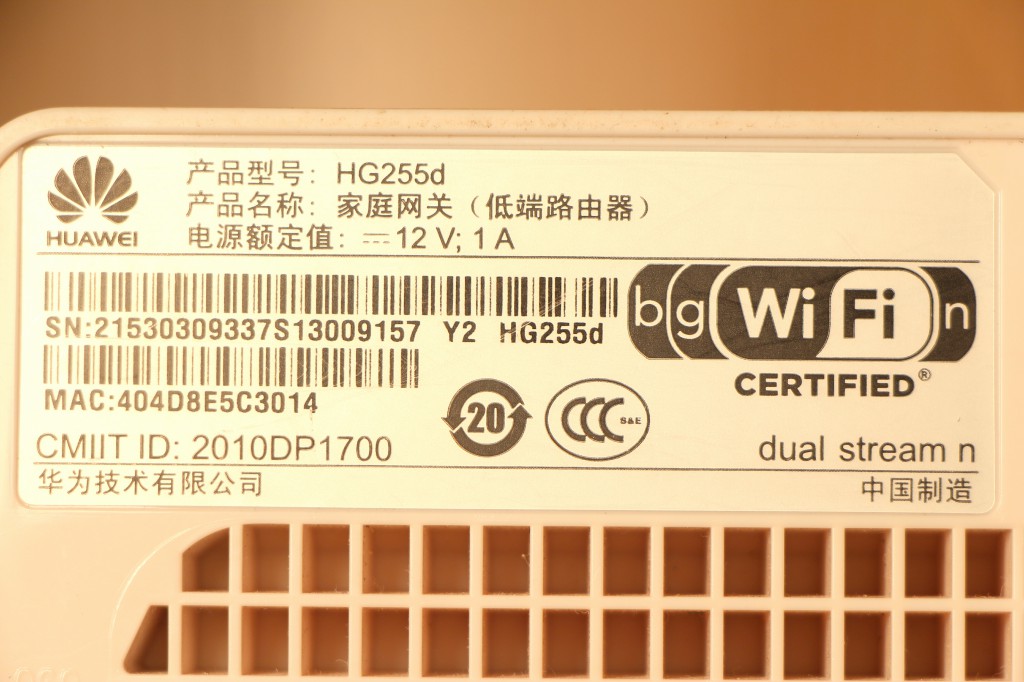 HUAWEI
产品型号: HG255d
产品名称: 家庭网关（低端路由器）
电源额定值: ⎓12 V; 1 A
SN:21530309337S13009157 Y2 HG255d
MAC:404D8E5C3014
b g Wi Fi n
CERTIFIED®
20
CCC S&E
CMIIT ID: 2010DP1700
dual stream n
华为技术有限公司
中国制造